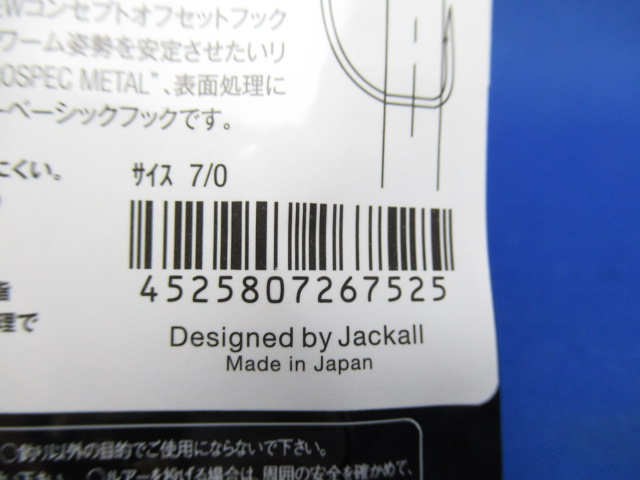 Wコンセプトオフセットフック
ワーム姿勢を安定させたいリ
OSPEC METAL”、表面処理に
ーベーシックフックです。
にくい。
サイズ 7/0
4525807267525
指
理で
Designed by Jackall
Made in Japan
○釣り以外の目的でご使用にならないで下さい。
下さい。 ○ルアーを投げる場合は、周囲の安全を確かめて、